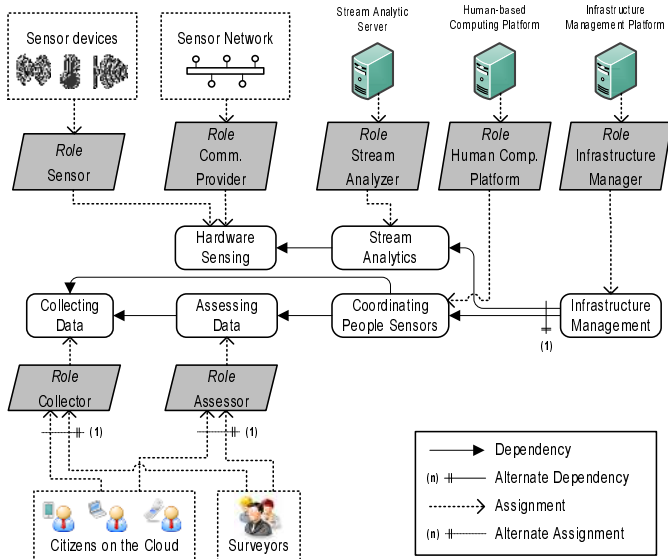 Sensor devices
Sensor Network
Stream Analytic
Server
Human-based
Computing Platform
Infrastructure
Management Platform
Role
Sensor
Role
Comm.
Provider
Role
Stream
Analyzer
Role
Human Comp.
Platform
Role
Infrastructure
Manager
Hardware
Sensing
Stream
Analytics
Collecting
Data
Assessing
Data
Coordinating
People Sensors
Infrastructure
Management
(1)
Role
Collector
Role
Assessor
(1)
(1)
Citizens on the Cloud
Surveyors
Dependency
(n) Alternate Dependency
Assignment
(n) Alternate Assignment